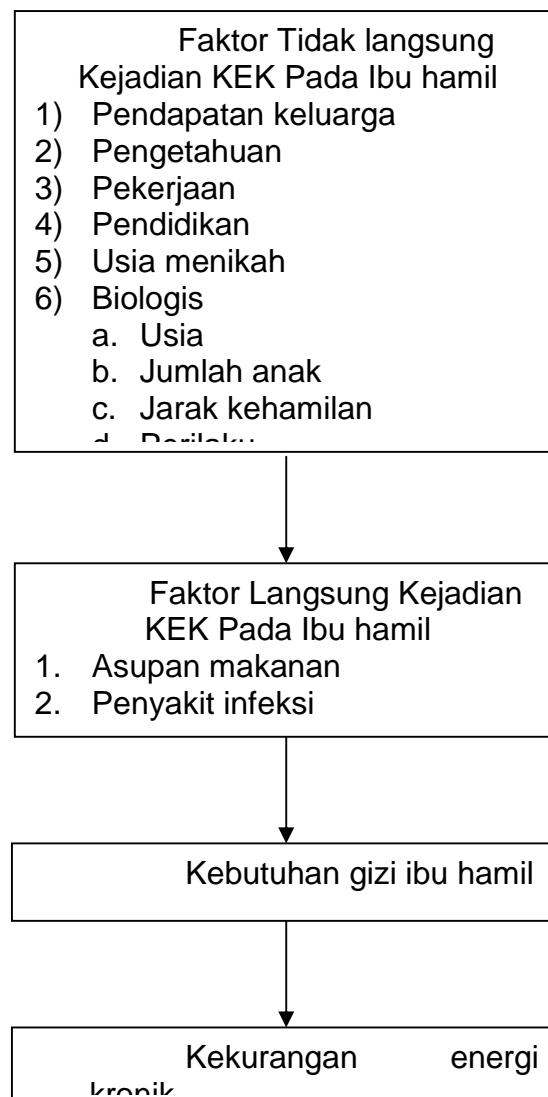 Faktor Tidak langsung
Kejadian KEK Pada Ibu hamil
1) Pendapatan keluarga
2) Pengetahuan
3) Pekerjaan
4) Pendidikan
5) Usia menikah
6) Biologis
a. Usia
b. Jumlah anak
c. Jarak kehamilan
d. Perilaku
Faktor Langsung Kejadian
KEK Pada Ibu hamil
1. Asupan makanan
2. Penyakit infeksi
Kebutuhan gizi ibu hamil
Kekurangan energi
kronik